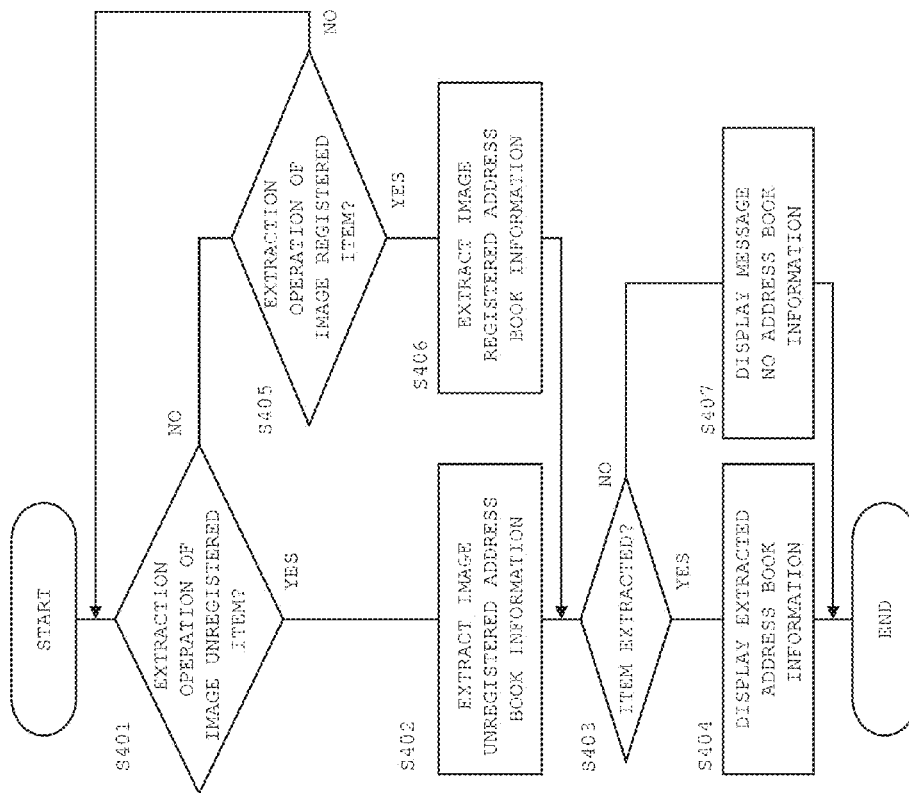 START
S401
EXTRACTION
OPERATION OF
IMAGE UNREGISTERED
ITEM?
NO
YES
S405
EXTRACTION
OPERATION OF
IMAGE REGISTERED
ITEM?
NO
YES
S402
EXTRACT IMAGE
UNREGISTERED ADDRESS
BOOK INFORMATION
S406
EXTRACT IMAGE
REGISTERED ADDRESS
BOOK INFORMATION
S403
ITEM EXTRACTED?
NO
YES
S404
DISPLAY EXTRACTED
ADDRESS BOOK
INFORMATION
S407
DISPLAY MESSAGE
NO ADDRESS BOOK
INFORMATION
END